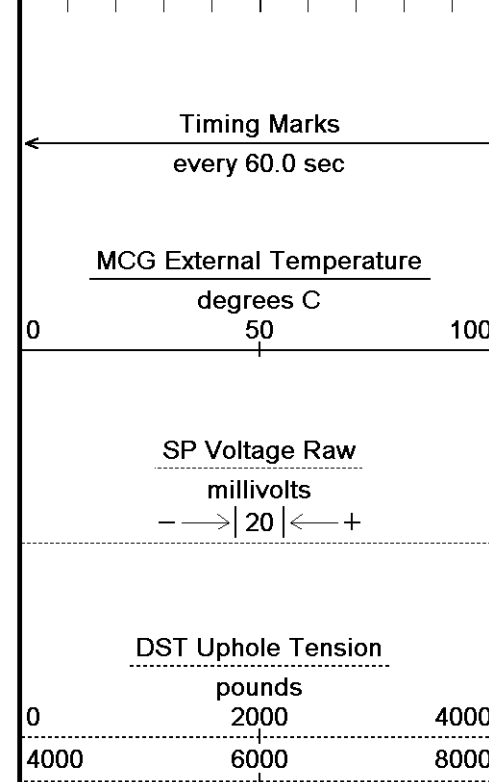 Timing Marks
every 60.0 sec
MCG External Temperature
degrees C
0 50 100
SP Voltage Raw
millivolts
− 20 +
DST Uphole Tension
pounds
0 2000 4000
4000 6000 8000